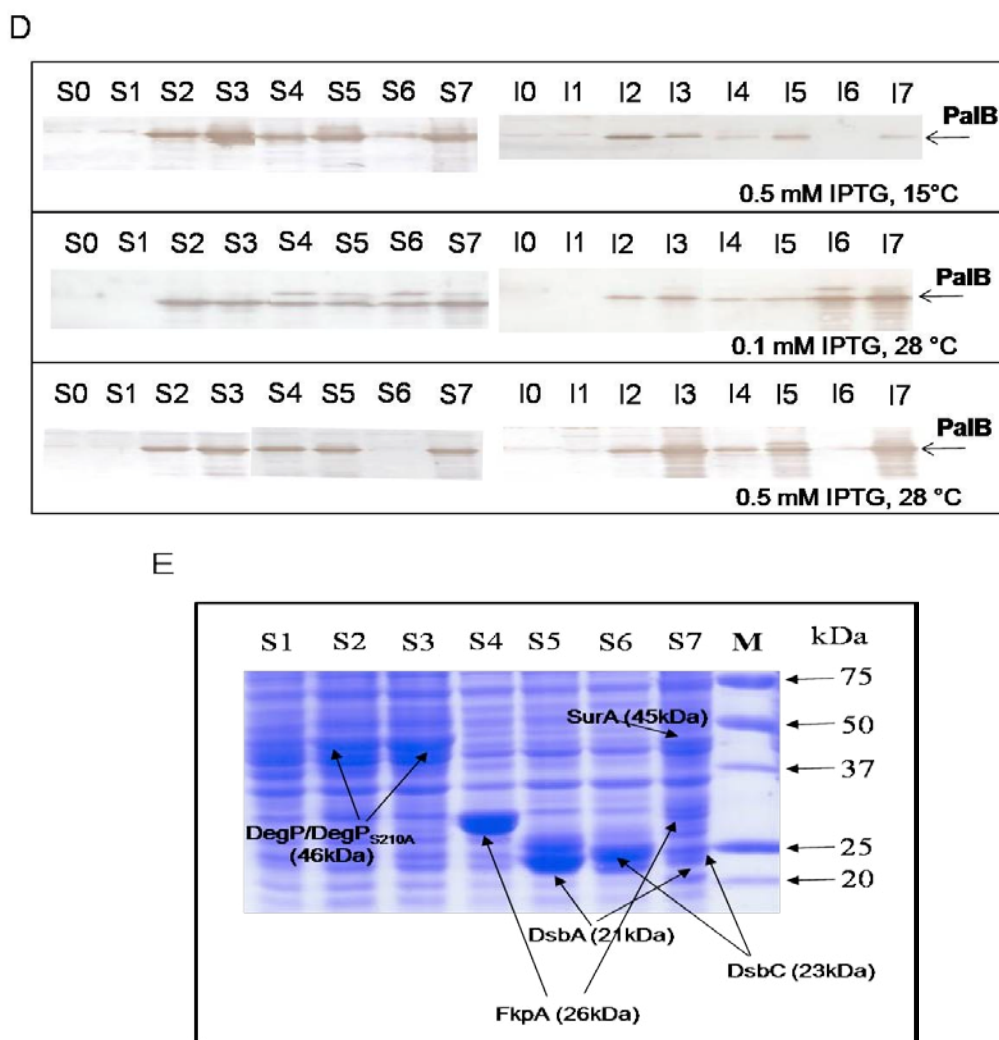 D
S0 S1 S2 S3 S4 S5 S6 S7 I0 I1 I2 I3 I4 I5 I6 I7
PalB
0.5 mM IPTG, 15°C
S0 S1 S2 S3 S4 S5 S6 S7 I0 I1 I2 I3 I4 I5 I6 I7
PalB
0.1 mM IPTG, 28 °C
S0 S1 S2 S3 S4 S5 S6 S7 I0 I1 I2 I3 I4 I5 I6 I7
PalB
0.5 mM IPTG, 28 °C
E
S1 S2 S3 S4 S5 S6 S7 M kDa
75
SurA (45kDa)
50
37
DegP/DegPS210A
(46kDa)
25
20
DsbA (21kDa)
DsbC (23kDa)
FkpA (26kDa)